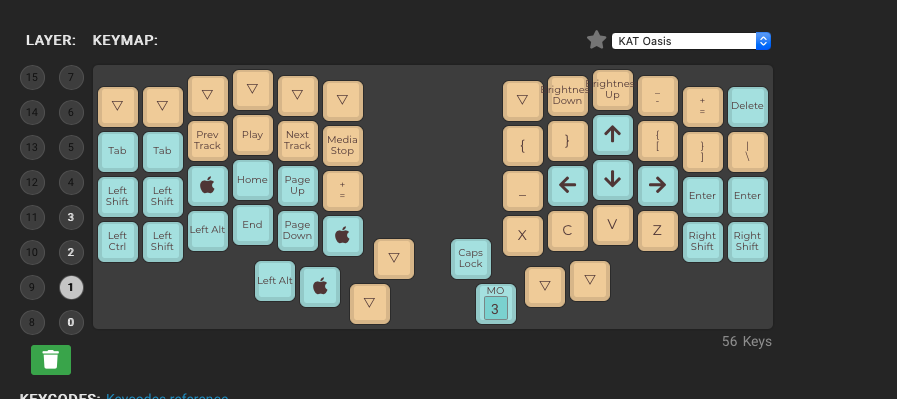 LAYER: KEYMAP: KAT Oasis
15 7
14 6
13 5
12 4
11 3
10 2
9 1
8 0
Brightness Down Brightness Up _ - + = Delete
Tab Tab Prev Track Play Next Track Media Stop { } { [ } ] | \
Left Shift Left Shift Home Page Up + = _ Enter Enter
Left Ctrl Left Shift Left Alt End Page Down X C V Z Right Shift Right Shift
Caps Lock
Left Alt MO 3
56 Keys
KEYCODES: Keycodes reference